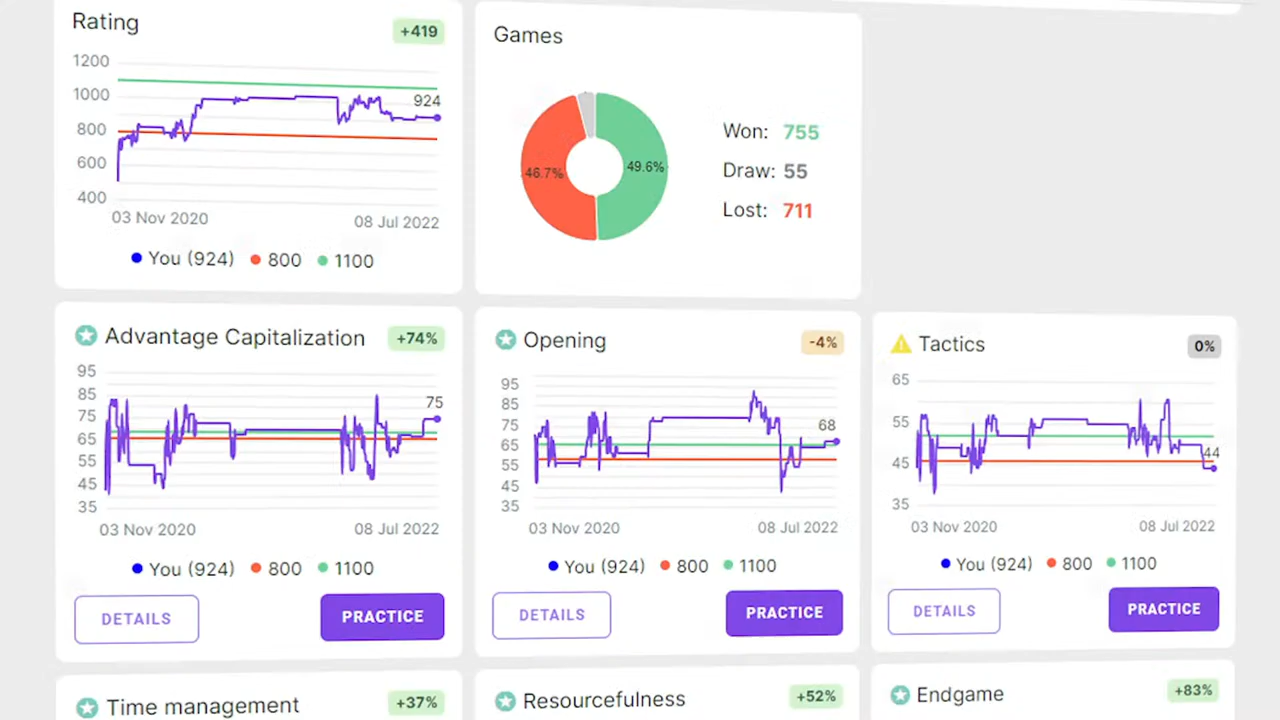 Rating
+419
1200
1000
800
600
400
924
03 Nov 2020
08 Jul 2022
You (924)
800
1100
Games
46.7%
49.6%
Won: 755
Draw: 55
Lost: 711
Advantage Capitalization
+74%
95
85
75
65
55
45
35
75
03 Nov 2020
08 Jul 2022
You (924)
800
1100
DETAILS
PRACTICE
Opening
-4%
95
85
75
65
55
45
35
68
03 Nov 2020
08 Jul 2022
You (924)
800
1100
DETAILS
PRACTICE
Tactics
0%
65
55
45
35
44
03 Nov 2020
08 Jul 2022
You (924)
800
1100
DETAILS
PRACTICE
Time management
+37%
Resourcefulness
+52%
Endgame
+83%